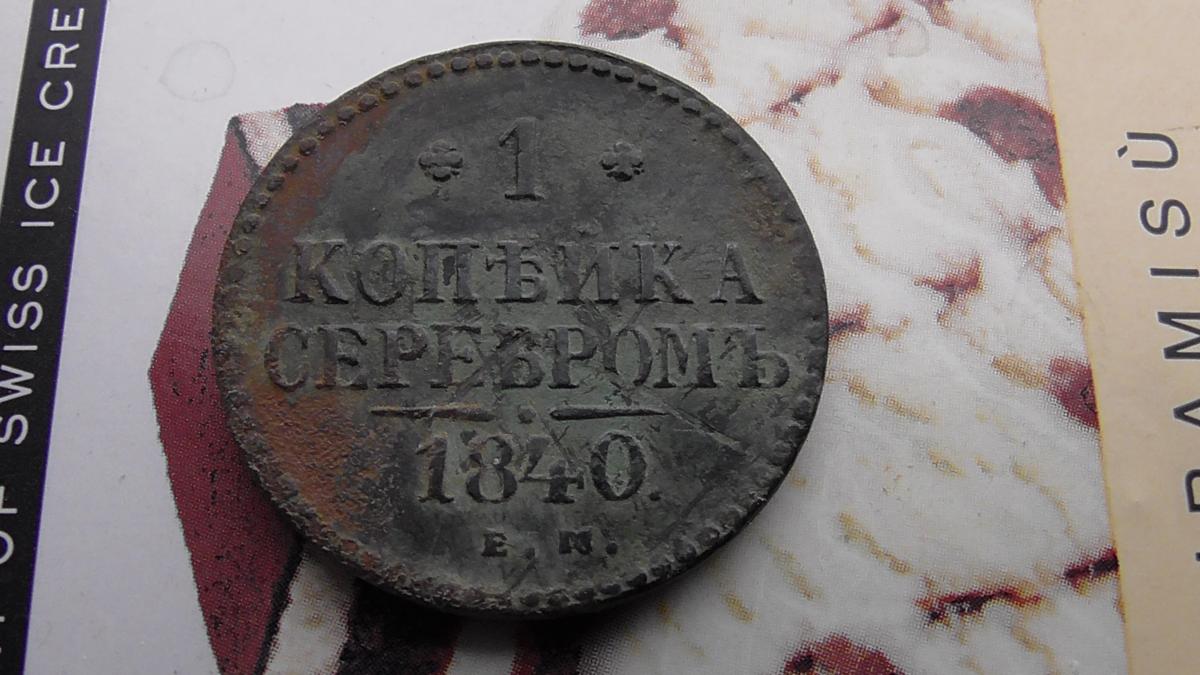 1
КОПѢЙКА
СЕРЕБРОМЪ
1840.
Е. М.
OF SWISS ICE CRE
RAMISÙ